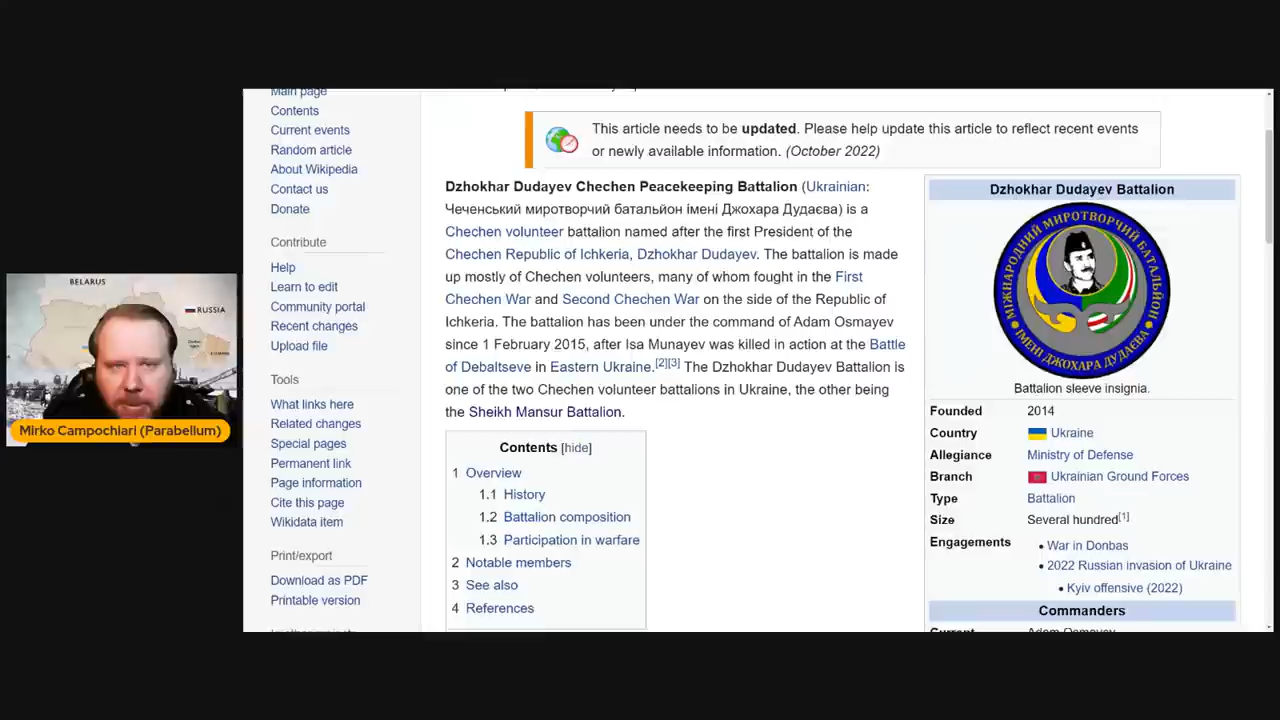 Main page
Contents
Current events
Random article
About Wikipedia
Contact us
Donate
Contribute
Help
Learn to edit
Community portal
Recent changes
Upload file
Tools
What links here
Related changes
Special pages
Permanent link
Page information
Cite this page
Wikidata item
Print/export
Download as PDF
Printable version
BELARUS
RUSSIA
Mirko Campochiari (Parabellum)
This article needs to be updated. Please help update this article to reflect recent events
or newly available information. (October 2022)
Dzhokhar Dudayev Chechen Peacekeeping Battalion (Ukrainian:
Чеченський миротворчий батальйон імені Джохара Дудаєва) is a
Chechen volunteer battalion named after the first President of the
Chechen Republic of Ichkeria, Dzhokhar Dudayev. The battalion is made
up mostly of Chechen volunteers, many of whom fought in the First
Chechen War and Second Chechen War on the side of the Republic of
Ichkeria. The battalion has been under the command of Adam Osmayev
since 1 February 2015, after Isa Munayev was killed in action at the Battle
of Debaltseve in Eastern Ukraine.[2][3] The Dzhokhar Dudayev Battalion is
one of the two Chechen volunteer battalions in Ukraine, the other being
the Sheikh Mansur Battalion.
Contents [hide]
1 Overview
1.1 History
1.2 Battalion composition
1.3 Participation in warfare
2 Notable members
3 See also
4 References
Dzhokhar Dudayev Battalion
МІЖНАРОДНИЙ МИРОТВОРЧИЙ БАТАЛЬЙОН
ІМЕНІ ДЖОХАРА ДУДАЄВА
Battalion sleeve insignia.
Founded 2014
Country Ukraine
Allegiance Ministry of Defense
Branch Ukrainian Ground Forces
Type Battalion
Size Several hundred[1]
Engagements • War in Donbas
• 2022 Russian invasion of Ukraine
• Kyiv offensive (2022)
Commanders
Current Adam Osmayev